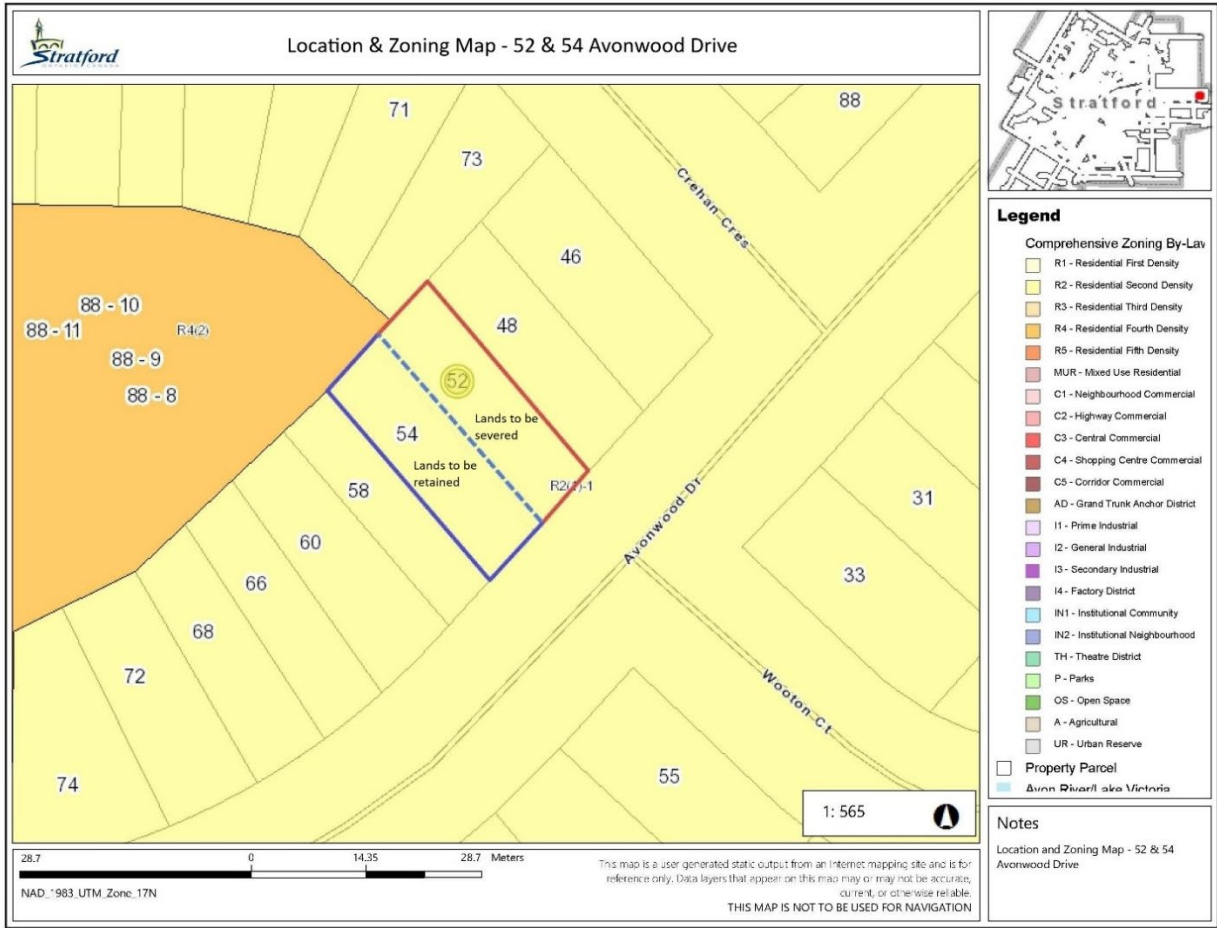 Stratford
ONTARIO CANADA
Location & Zoning Map - 52 & 54 Avonwood Drive
71
88
73
Crehan Cres
46
88 - 10
88 - 11
R4(2)
48
88 - 9
52
88 - 8
Lands to be
severed
54
Lands to be
retained
58
R2(1)-1
31
60
Avonwood Dr
33
66
68
72
Wooton Ct
74
55
1: 565
28.7
0
14.35
28.7 Meters
NAD_1983_UTM_Zone_17N
This map is a user generated static output from an Internet mapping site and is for
reference only. Data layers that appear on this map may or may not be accurate,
current, or otherwise reliable.
THIS MAP IS NOT TO BE USED FOR NAVIGATION
Stratford
Legend
Comprehensive Zoning By-Law
R1 - Residential First Density
R2 - Residential Second Density
R3 - Residential Third Density
R4 - Residential Fourth Density
R5 - Residential Fifth Density
MUR - Mixed Use Residential
C1 - Neighbourhood Commercial
C2 - Highway Commercial
C3 - Central Commercial
C4 - Shopping Centre Commercial
C5 - Corridor Commercial
AD - Grand Trunk Anchor District
I1 - Prime Industrial
I2 - General Industrial
I3 - Secondary Industrial
I4 - Factory District
IN1 - Institutional Community
IN2 - Institutional Neighbourhood
TH - Theatre District
P - Parks
OS - Open Space
A - Agricultural
UR - Urban Reserve
Property Parcel
Avon River/Lake Victoria
Notes
Location and Zoning Map - 52 & 54
Avonwood Drive